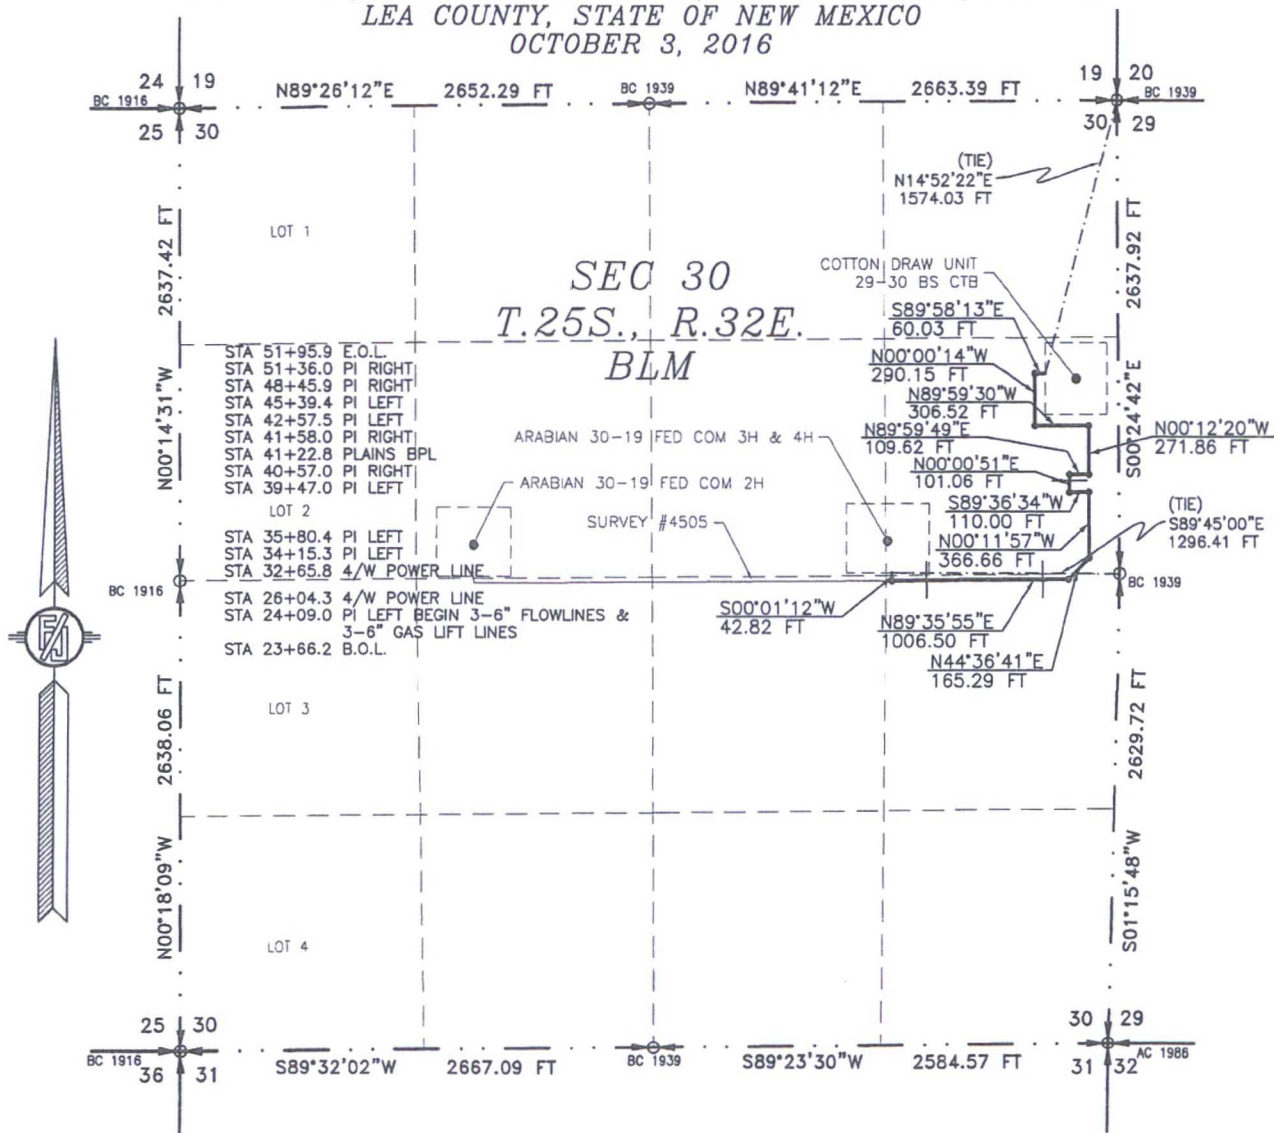 LEA COUNTY, STATE OF NEW MEXICO
OCTOBER 3, 2016
24 19
19 20
N89°26'12"E 2652.29 FT
BC 1939
N89°41'12"E 2663.39 FT
BC 1916
BC 1939
25 30
30 29
(TIE)
N14°52'22"E
1574.03 FT
2637.42 FT
2637.92 FT
LOT 1
SEC 30
T.25S., R.32E.
BLM
COTTON DRAW UNIT
29-30 BS CTB
S89°58'13"E
60.03 FT
N00°00'14"W
290.15 FT
N89°59'30"W
306.52 FT
N89°59'49"E
109.62 FT
N00°00'51"E
101.06 FT
S89°36'34"W
110.00 FT
N00°11'57"W
366.66 FT
N00°12'20"W
271.86 FT
S00°24'42"E
(TIE)
S89°45'00"E
1296.41 FT
N00°14'31"W
STA 51+95.9 E.O.L.
STA 51+36.0 PI RIGHT
STA 48+45.9 PI RIGHT
STA 45+39.4 PI LEFT
STA 42+57.5 PI LEFT
STA 41+58.0 PI RIGHT
STA 41+22.8 PLAINS BPL
STA 40+57.0 PI RIGHT
STA 39+47.0 PI LEFT
LOT 2
STA 35+80.4 PI LEFT
STA 34+15.3 PI LEFT
STA 32+65.8 4/W POWER LINE
STA 26+04.3 4/W POWER LINE
STA 24+09.0 PI LEFT BEGIN 3-6" FLOWLINES &
3-6" GAS LIFT LINES
STA 23+66.2 B.O.L.
ARABIAN 30-19 FED COM 3H & 4H
ARABIAN 30-19 FED COM 2H
SURVEY #4505
BC 1916
BC 1939
S00°01'12"W
42.82 FT
N89°35'55"E
1006.50 FT
N44°36'41"E
165.29 FT
LOT 3
2638.06 FT
2629.72 FT
N00°18'09"W
S01°15'48"W
LOT 4
25 30
30 29
BC 1916
S89°32'02"W 2667.09 FT
BC 1939
S89°23'30"W 2584.57 FT
AC 1986
36 31
31 32